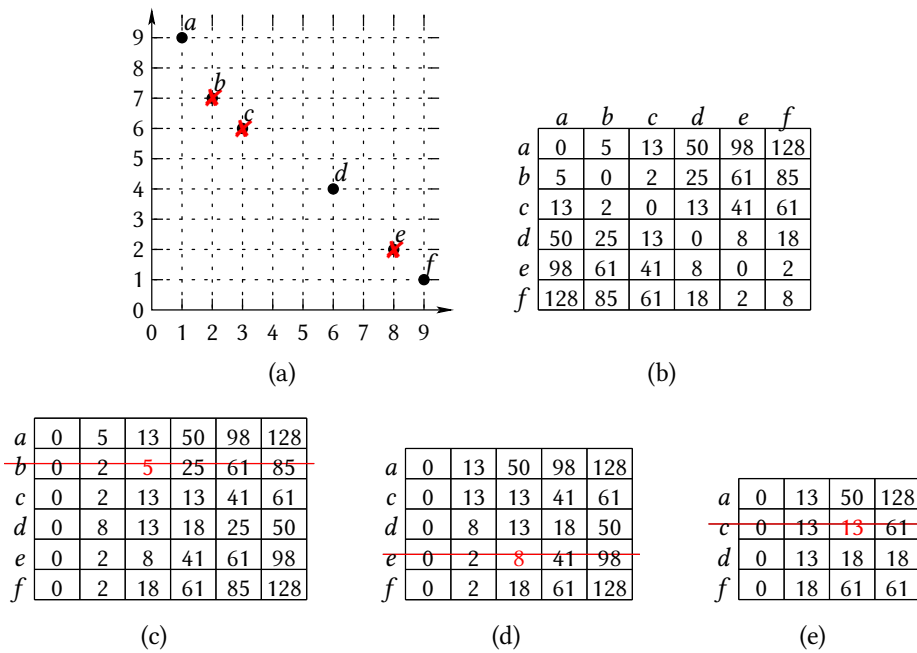 a
9
8
b
7
c
6
5
d
4
3
e
2
f
1
0
0 1 2 3 4 5 6 7 8 9
(a)
a b c d e f
a 0 5 13 50 98 128
b 5 0 2 25 61 85
c 13 2 0 13 41 61
d 50 25 13 0 8 18
e 98 61 41 8 0 2
f 128 85 61 18 2 8
(b)
a 0 5 13 50 98 128
b 0 2 5 25 61 85
c 0 2 13 13 41 61
d 0 8 13 18 25 50
e 0 2 8 41 61 98
f 0 2 18 61 85 128
(c)
a 0 13 50 98 128
c 0 13 13 41 61
d 0 8 13 18 50
e 0 2 8 41 98
f 0 2 18 61 128
(d)
a 0 13 50 128
c 0 13 13 61
d 0 13 18 18
f 0 18 61 61
(e)